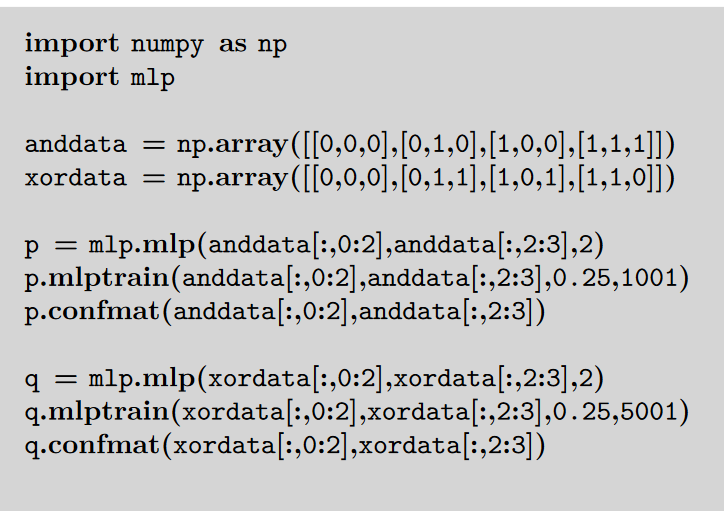 import numpy as np
import mlp
anddata = np.array([[0,0,0],[0,1,0],[1,0,0],[1,1,1]])
xordata = np.array([[0,0,0],[0,1,1],[1,0,1],[1,1,0]])
p = mlp.mlp(anddata[:,0:2],anddata[:,2:3],2)
p.mlptrain(anddata[:,0:2],anddata[:,2:3],0.25,1001)
p.confmat(anddata[:,0:2],anddata[:,2:3])
q = mlp.mlp(xordata[:,0:2],xordata[:,2:3],2)
q.mlptrain(xordata[:,0:2],xordata[:,2:3],0.25,5001)
q.confmat(xordata[:,0:2],xordata[:,2:3])